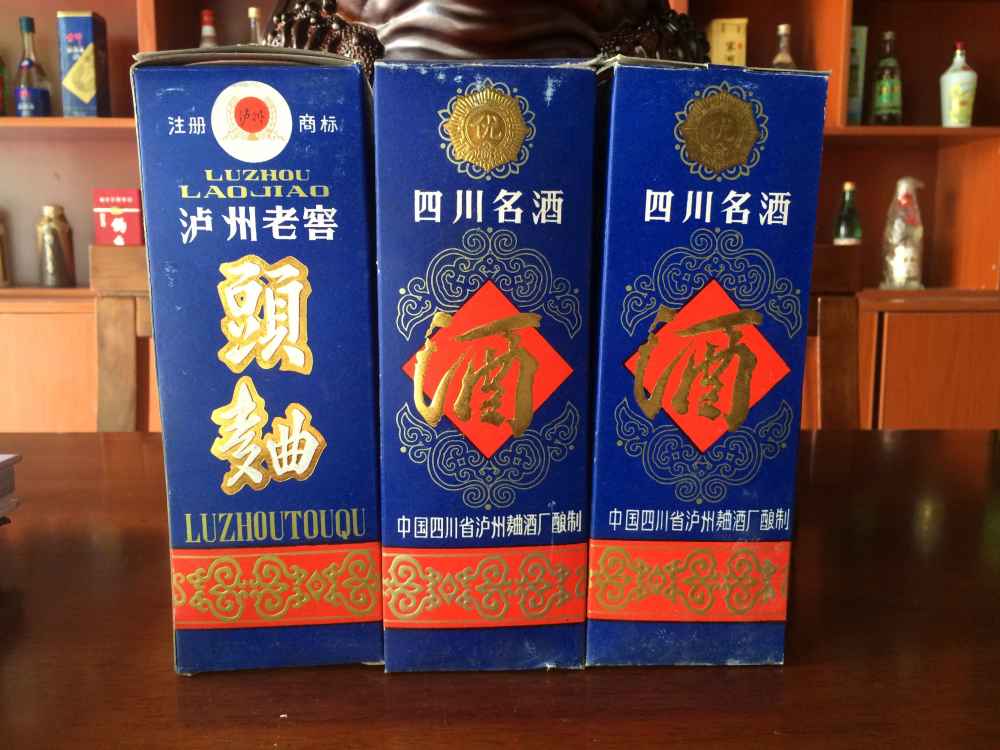 注册 商标
泸州
LUZHOU
LAOJIAO
泸州老窖
頭
麯
LUZHOUTOUQU
优
四川名酒
酒
中国四川省泸州麯酒厂酿制
优
四川名酒
酒
中国四川省泸州麯酒厂酿制